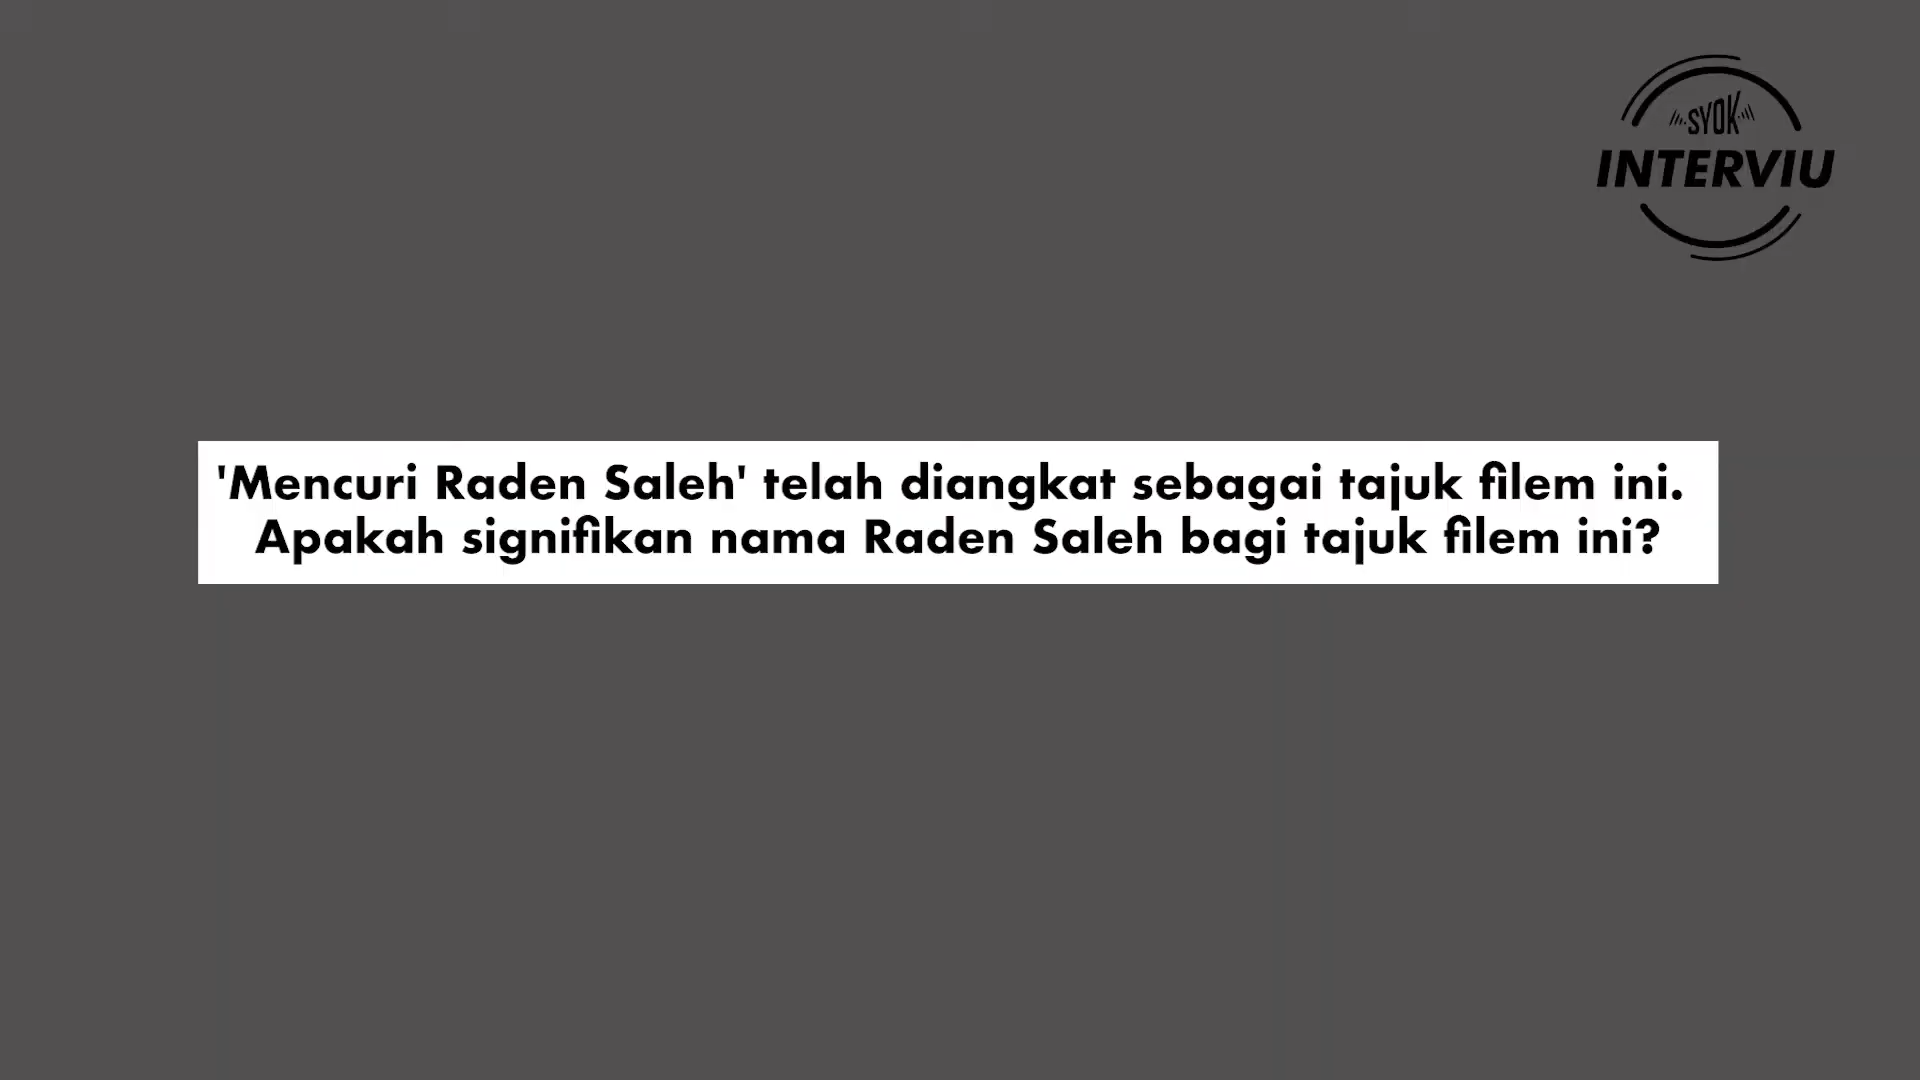 SYOK
INTERVIU
'Mencuri Raden Saleh' telah diangkat sebagai tajuk filem ini.
Apakah signifikan nama Raden Saleh bagi tajuk filem ini?